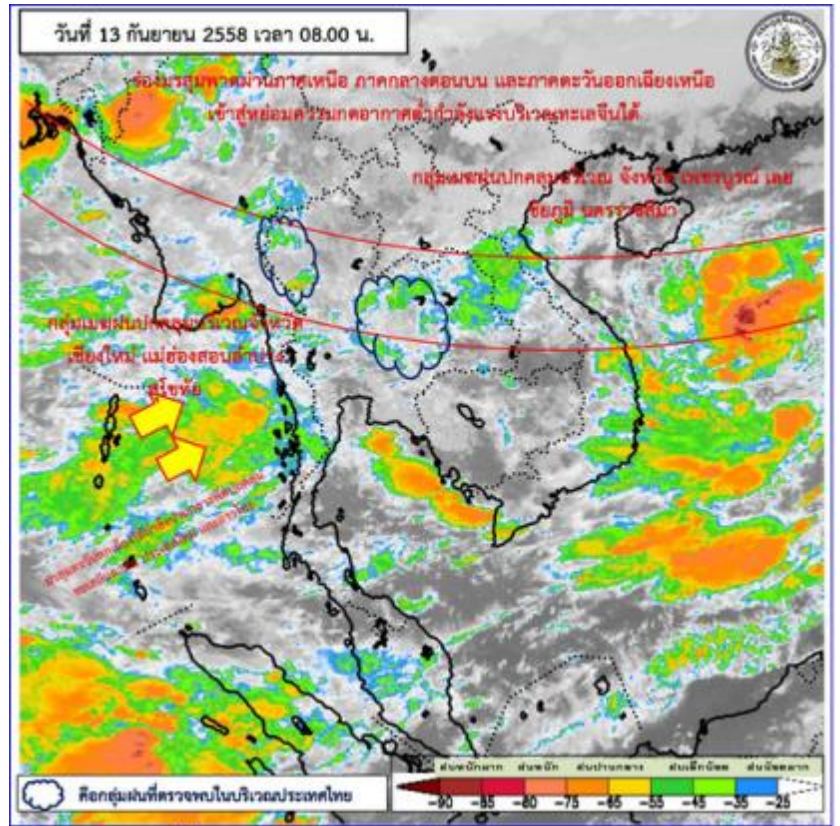 วันที่ 13 กันยายน 2558 เวลา 08.00 น.
ร่องมรสุมพาดผ่านภาคเหนือ ภาคกลางตอนบน และภาคตะวันออกเฉียงเหนือ
เข้าสู่หย่อมความกดอากาศต่ำกำลังแรงบริเวณทะเลจีนใต้
กลุ่มเมฆฝนปกคลุมบริเวณ จังหวัด เพชรบูรณ์ เลย
ชัยภูมิ นครราชสีมา
กลุ่มเมฆฝนปกคลุมบริเวณจังหวัด
เชียงใหม่ แม่ฮ่องสอน ลำปาง
สุโขทัย
ฝนหนักมาก ฝนหนัก ฝนปานกลาง ฝนเล็กน้อย ฝนน้อยมาก
-90 -85 -80 -75 -65 -55 -45 -35 -25
คือกลุ่มฝนที่ตรวจพบในบริเวณประเทศไทย